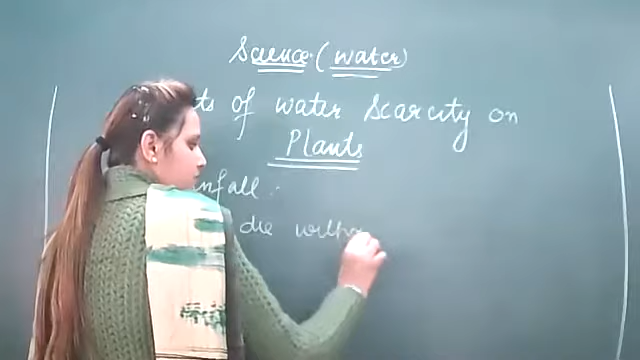 Science (water)
ts of water scarcity on
Plants
nfall :
die witho